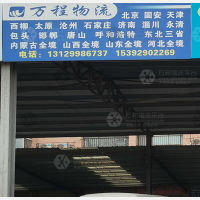 万程物流 北京 固安 天津
西柳 太原 沧州 石家庄 济南 淄川 永清
包头 邯郸 唐山 呼和浩特 东北三省
内蒙古全境 山西全境 山东全境 河北全境
电话：13129986737 15392902269